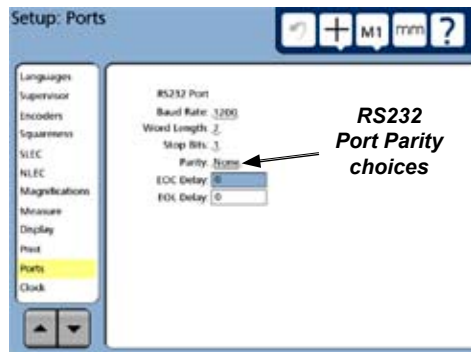 Setup: Ports
M1 mm ?
Languages
Supervisor
Encoders
Squareness
SLEC
NLEC
Magnifications
Measure
Display
Print
Ports
Clock
RS232 Port
Baud Rate: 1200
Word Length: 7
Stop Bits: 1
Parity: None
EOC Delay: 0
EOL Delay: 0
RS232
Port Parity
choices